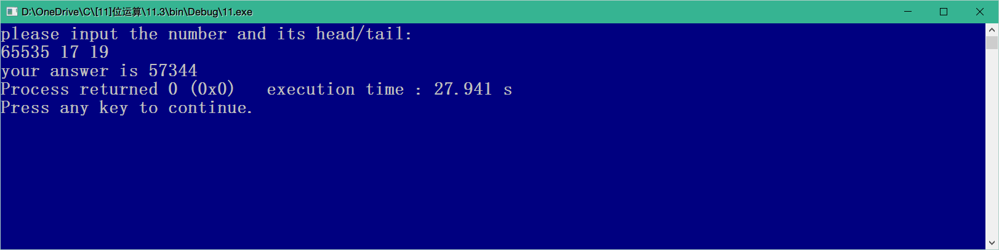 D:\OneDrive\C\[11]位运算\11.3\bin\Debug\11.exe
please input the number and its head/tail:
65535 17 19
your answer is 57344
Process returned 0 (0x0)   execution time : 27.941 s
Press any key to continue.